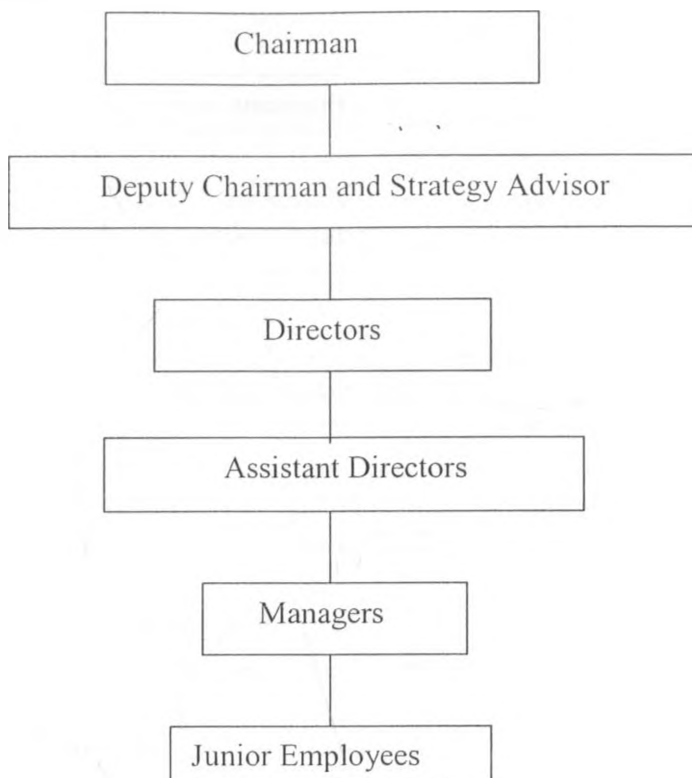 Chairman
Deputy Chairman and Strategy Advisor
Directors
Assistant Directors
Managers
Junior Employees